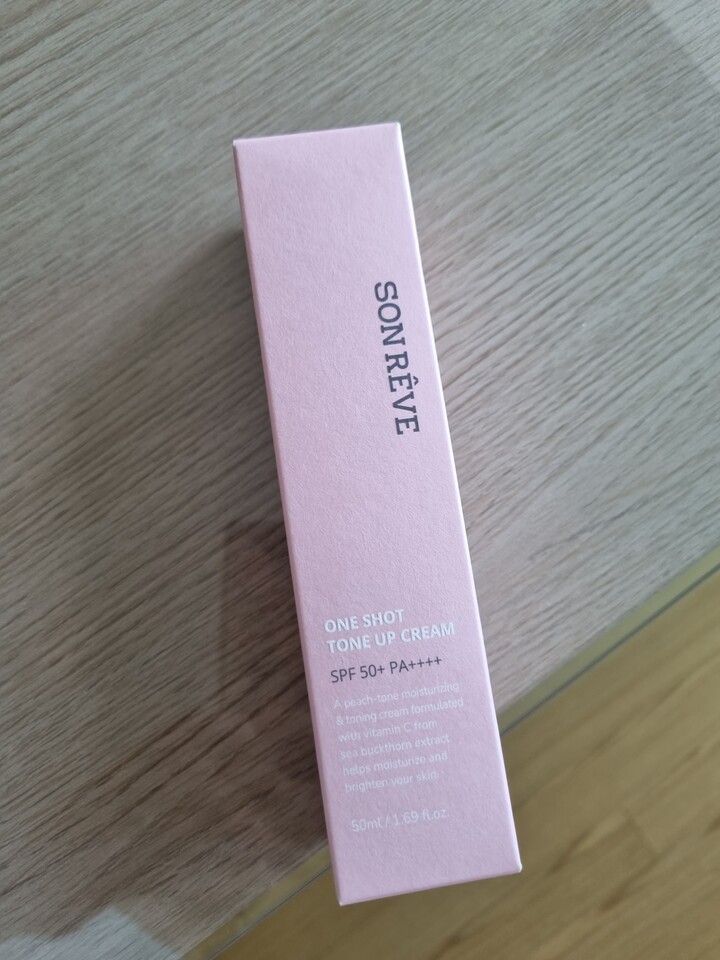 SON RÊVE
ONE SHOT
TONE UP CREAM
SPF 50+ PA++++
A peach-tone moisturizing
& toning cream formulated
with vitamin C from
sea buckthorn extract
helps moisturize and
brighten your skin.
50ml / 1.69 fl.oz.